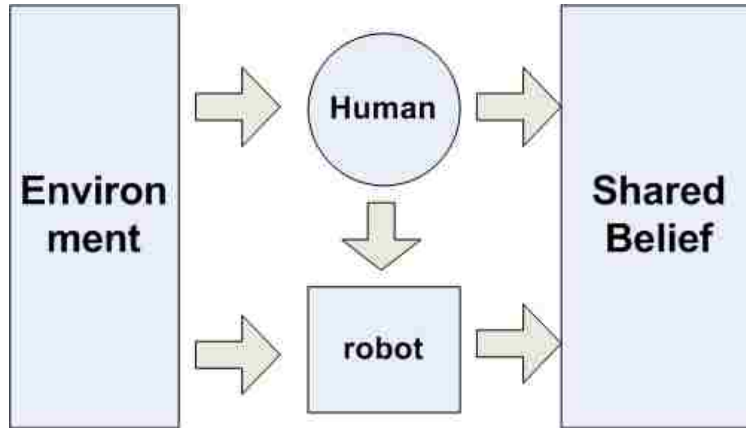 Environ
ment
Human
robot
Shared
Belief